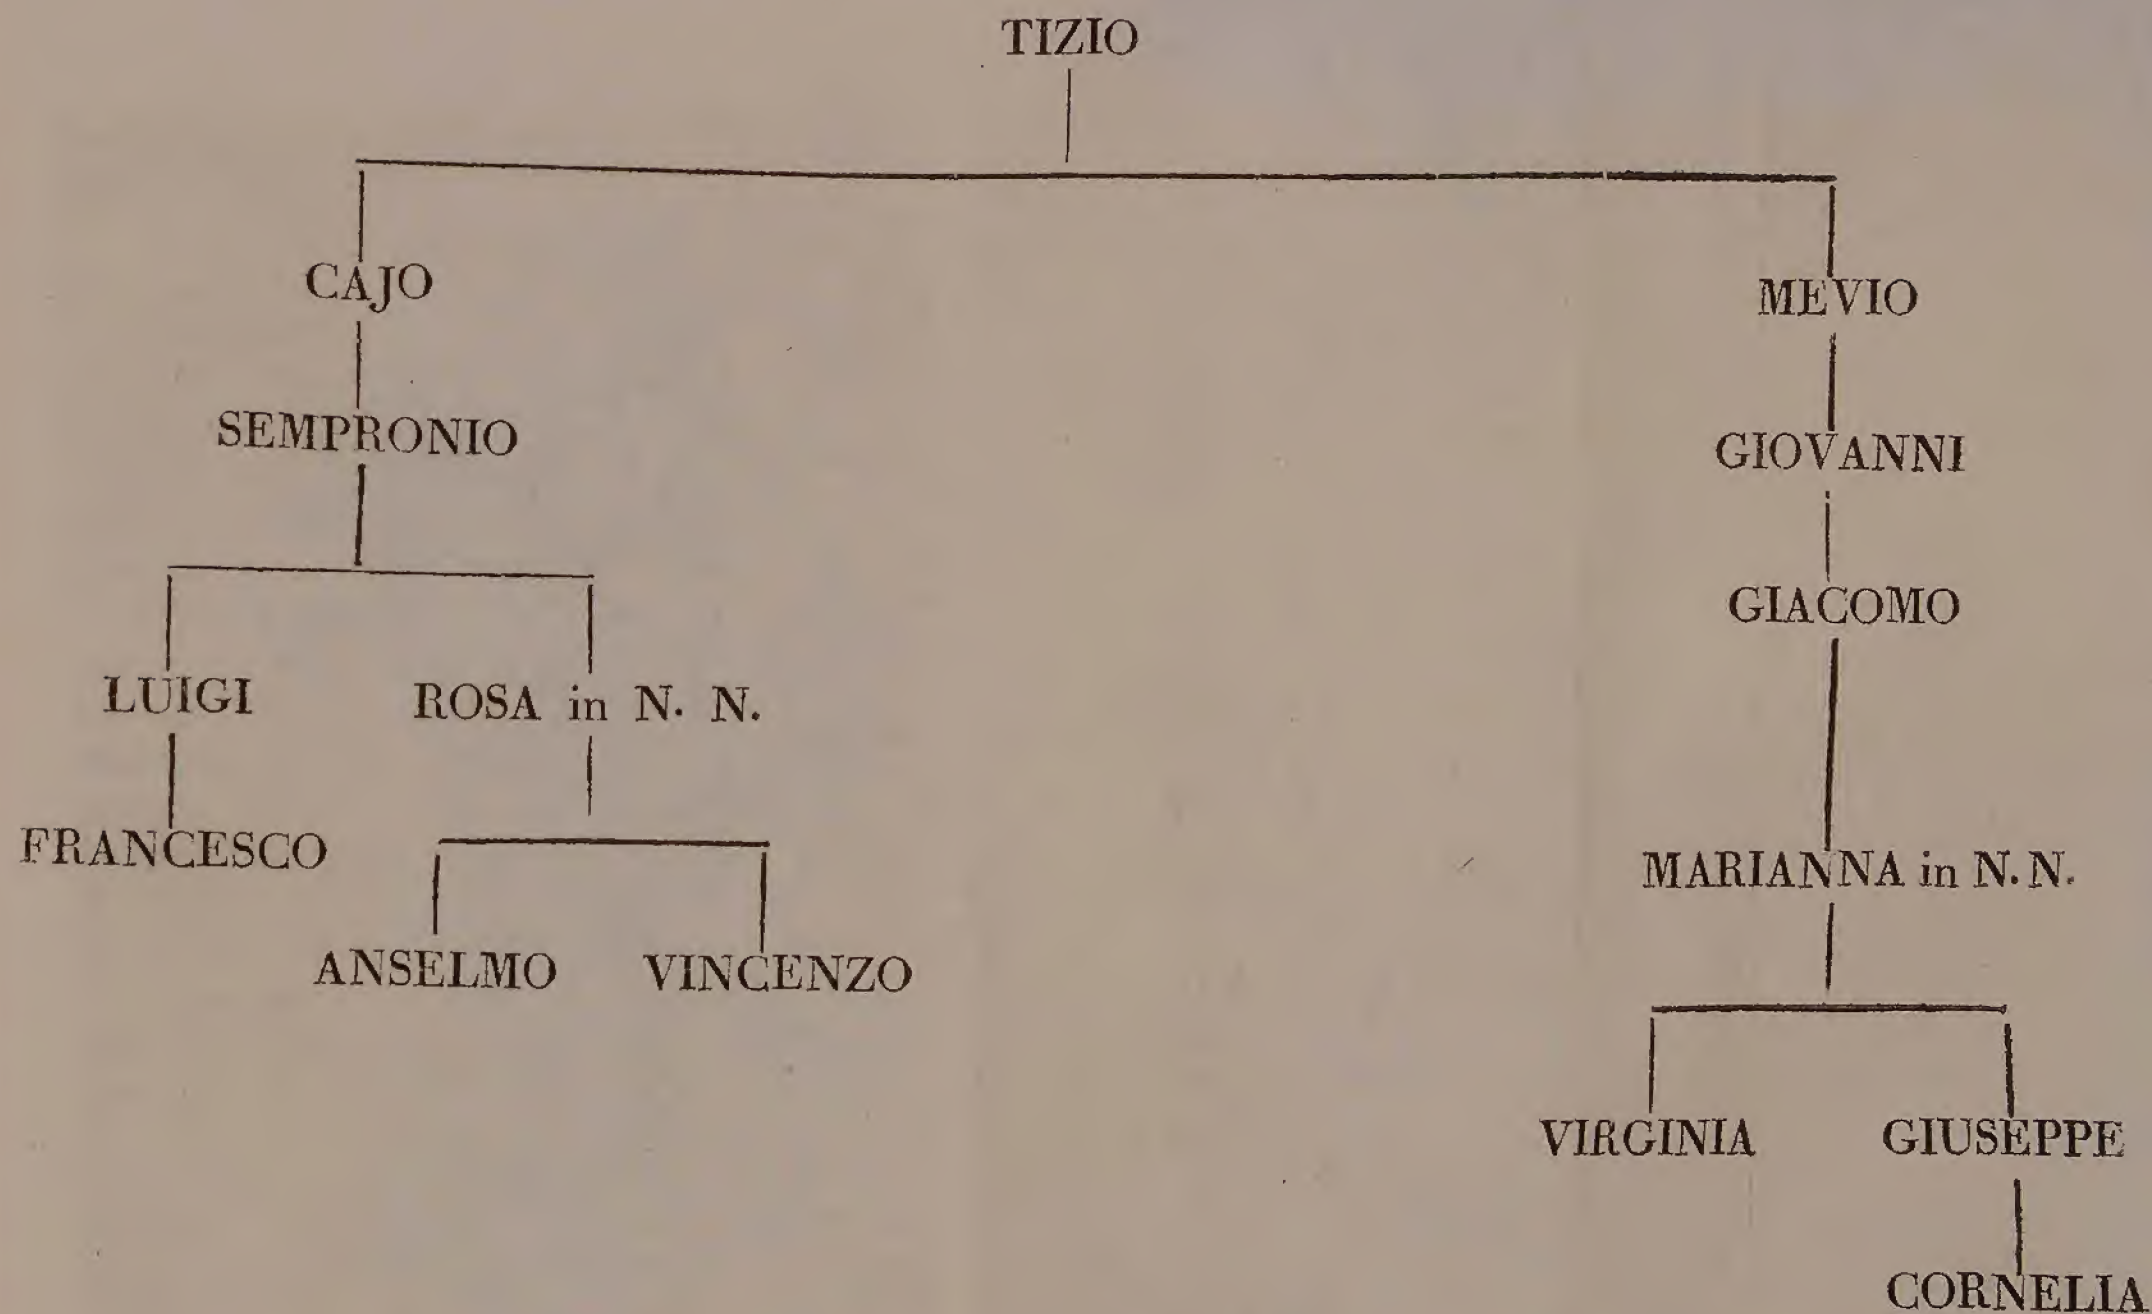 TIZIO
CAJO
MEVIO
SEMPRONIO
GIOVANNI
GIACOMO
LUIGI
ROSA in N. N.
FRANCESCO
MARIANNA in N. N.
ANSELMO
VINCENZO
VIRGINIA
GIUSEPPE
CORNELIA